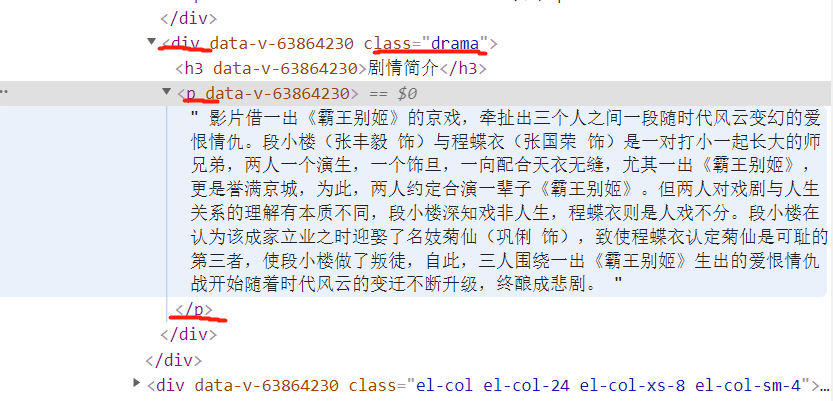 </div>
<div data-v-63864230 class="drama">
<h3 data-v-63864230>剧情简介</h3>
<p data-v-63864230> == $0
" 影片借一出《霸王别姬》的京戏，牵扯出三个人之间一段随时代风云变幻的爱
恨情仇。段小楼（张丰毅 饰）与程蝶衣（张国荣 饰）是一对打小一起长大的师
兄弟，两人一个演生，一个饰旦，一向配合天衣无缝，尤其一出《霸王别姬》，
更是誉满京城，为此，两人约定合演一辈子《霸王别姬》。但两人对戏剧与人生
关系的理解有本质不同，段小楼深知戏非人生，程蝶衣则是人戏不分。段小楼在
认为该成家立业之时迎娶了名妓菊仙（巩俐 饰），致使程蝶衣认定菊仙是可耻的
第三者，使段小楼做了叛徒，自此，三人围绕一出《霸王别姬》生出的爱恨情仇
战开始随着时代风云的变迁不断升级，终酿成悲剧。 "
</p>
</div>
</div>
<div data-v-63864230 class="el-col el-col-24 el-col-xs-8 el-col-sm-4">…